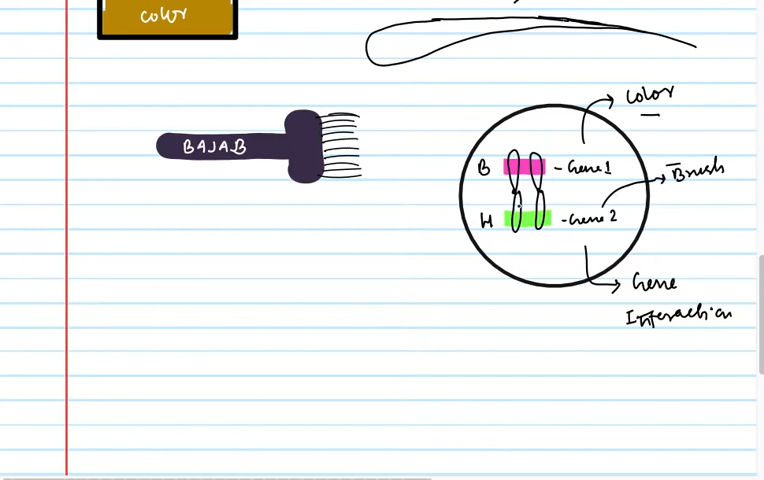 color
BAJAB
color
B - Gene 1
Brush
H - Gene 2
Gene
Interaction